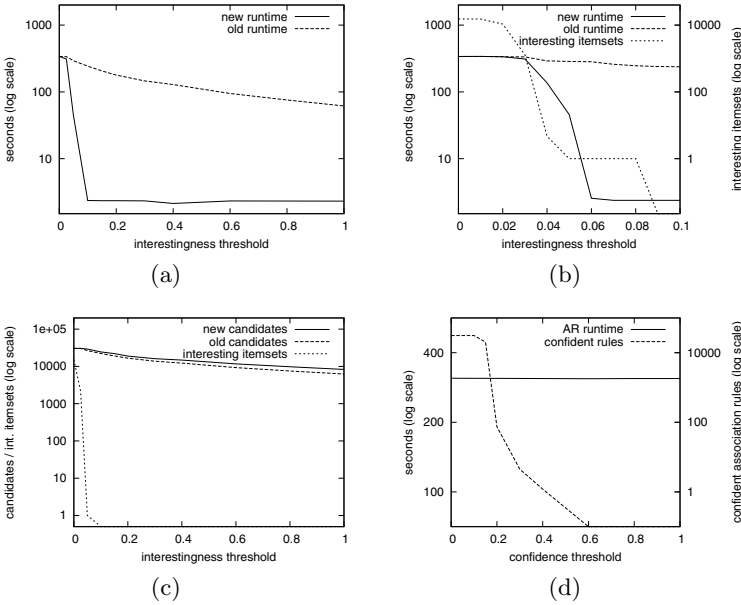 new runtime
old runtime
1000
100
10
seconds (log scale)
0 0.2 0.4 0.6 0.8 1
interestingness threshold
(a)
new runtime
old runtime
interesting itemsets
1000
100
10
seconds (log scale)
10000
1
interesting itemsets (log scale)
0 0.02 0.04 0.06 0.08 0.1
interestingness threshold
(b)
new candidates
old candidates
interesting itemsets
1e+05
10000
1000
100
10
1
candidates / int. itemsets (log scale)
0 0.2 0.4 0.6 0.8 1
interestingness threshold
(c)
AR runtime
confident rules
400
200
100
seconds (log scale)
10000
100
1
confident association rules (log scale)
0 0.2 0.4 0.6 0.8 1
confidence threshold
(d)